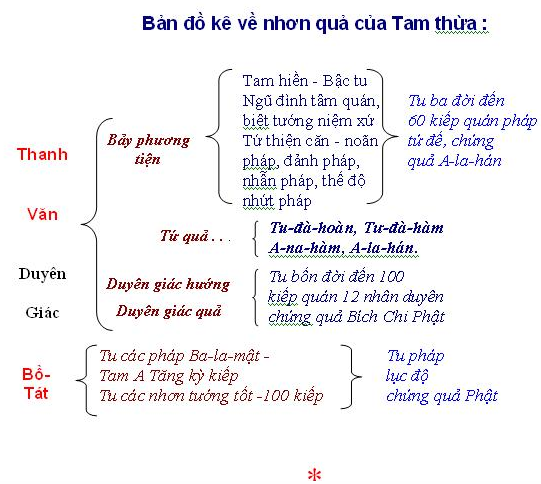 Bản đồ kê về nhơn quả của Tam thừa :
Thanh
Văn
Bảy phương
tiện
Tam hiền - Bậc tu
Ngũ đình tâm quán,
biệt tướng niệm xứ
Tứ thiện căn - noãn
pháp, đảnh pháp,
nhẫn pháp, thế độ
nhứt pháp
Tu ba đời đến
60 kiếp quán pháp
tứ đế, chứng
quả A-la-hán
Tứ quả . . .
Tu-đà-hoàn, Tư-đà-hàm
A-na-hàm, A-la-hán.
Duyên
Giác
Duyên giác hướng
Duyên giác quả
Tu bốn đời đến 100
kiếp quán 12 nhân duyên
chứng quả Bích Chi Phật
Bồ-
Tát
Tu các pháp Ba-la-mật -
Tam A Tăng kỳ kiếp
Tu các nhơn tướng tốt -100 kiếp
Tu pháp
lục độ
chứng quả Phật
*